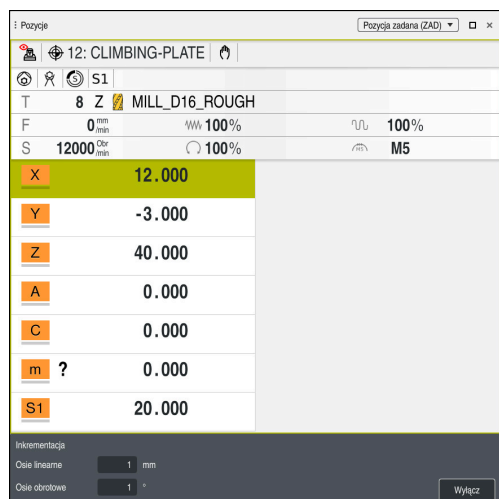 Pozycje Pozycja zadana (ZAD)
12: CLIMBING-PLATE
S1
T 8 Z MILL_D16_ROUGH
F 0 mm/min 100% 100%
S 12000 Obr/min 100% M5
X 12.000
Y -3.000
Z 40.000
A 0.000
C 0.000
m ? 0.000
S1 20.000
Inkrementacja
Osie linearne 1 mm
Osie obrotowe 1 °
Wyłącz